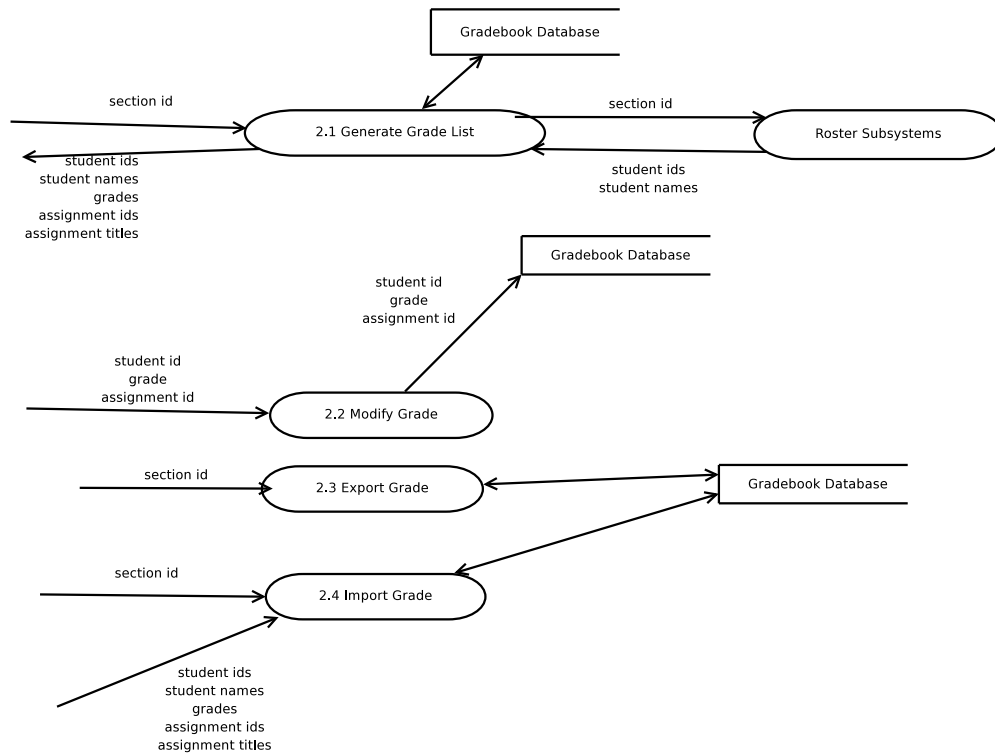 Gradebook Database
section id
2.1 Generate Grade List
section id
Roster Subsystems
student ids
student names
grades
assignment ids
assignment titles
student ids
student names
Gradebook Database
student id
grade
assignment id
student id
grade
assignment id
2.2 Modify Grade
section id
2.3 Export Grade
Gradebook Database
section id
2.4 Import Grade
student ids
student names
grades
assignment ids
assignment titles